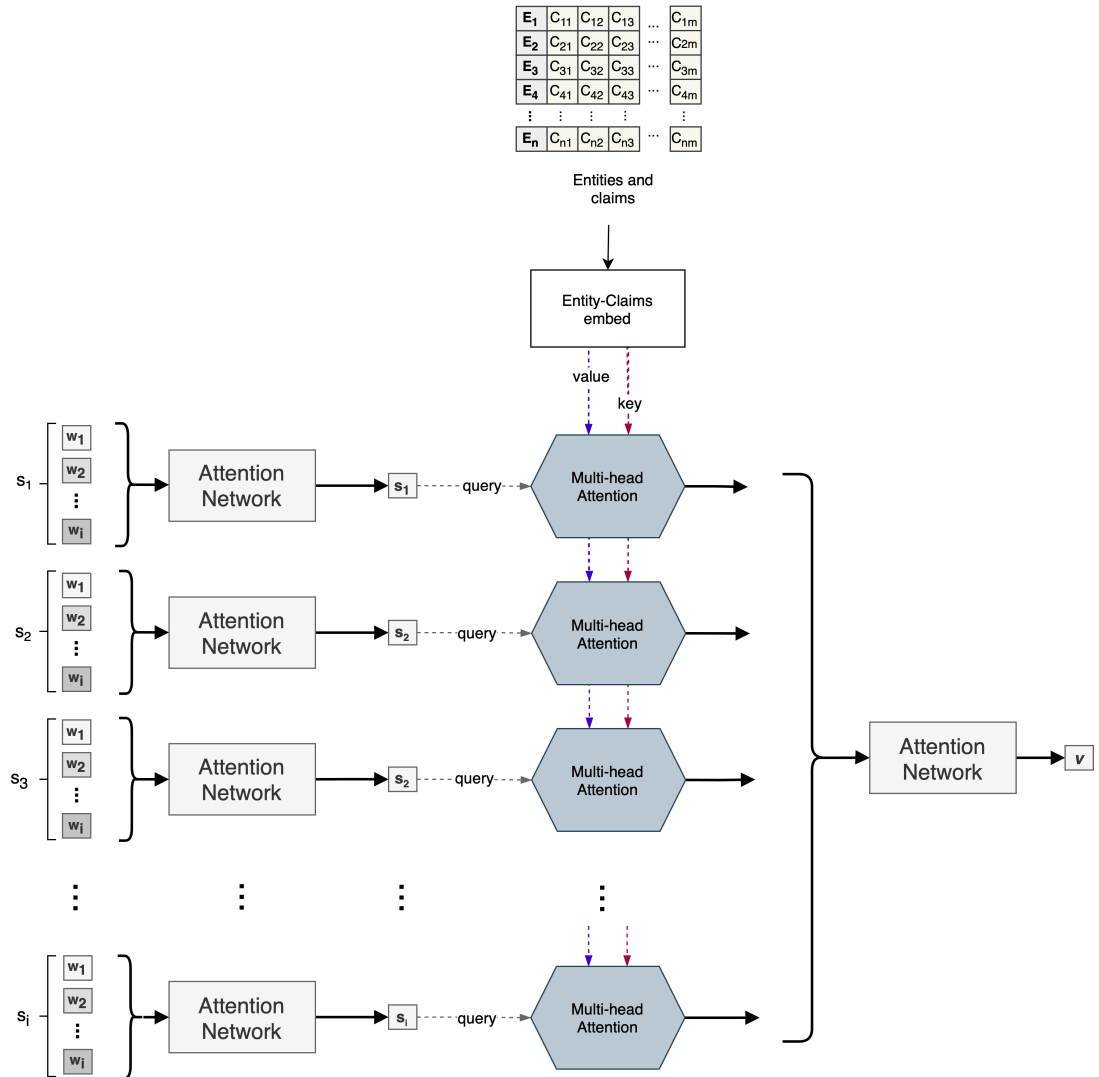 E1 C11 C12 C13 ... C1m
E2 C21 C22 C23 ... C2m
E3 C31 C32 C33 ... C3m
E4 C41 C42 C43 ... C4m
⋮ ⋮ ⋮ ⋮ ⋮
En Cn1 Cn2 Cn3 ... Cnm
Entities and
claims
Entity-Claims
embed
value
key
s1
w1
w2
⋮
wi
Attention
Network
s1
query
Multi-head
Attention
s2
w1
w2
⋮
wi
Attention
Network
s2
query
Multi-head
Attention
s3
w1
w2
⋮
wi
Attention
Network
s2
query
Multi-head
Attention
Attention
Network
v
⋮ ⋮ ⋮ ⋮
si
w1
w2
⋮
wi
Attention
Network
si
query
Multi-head
Attention